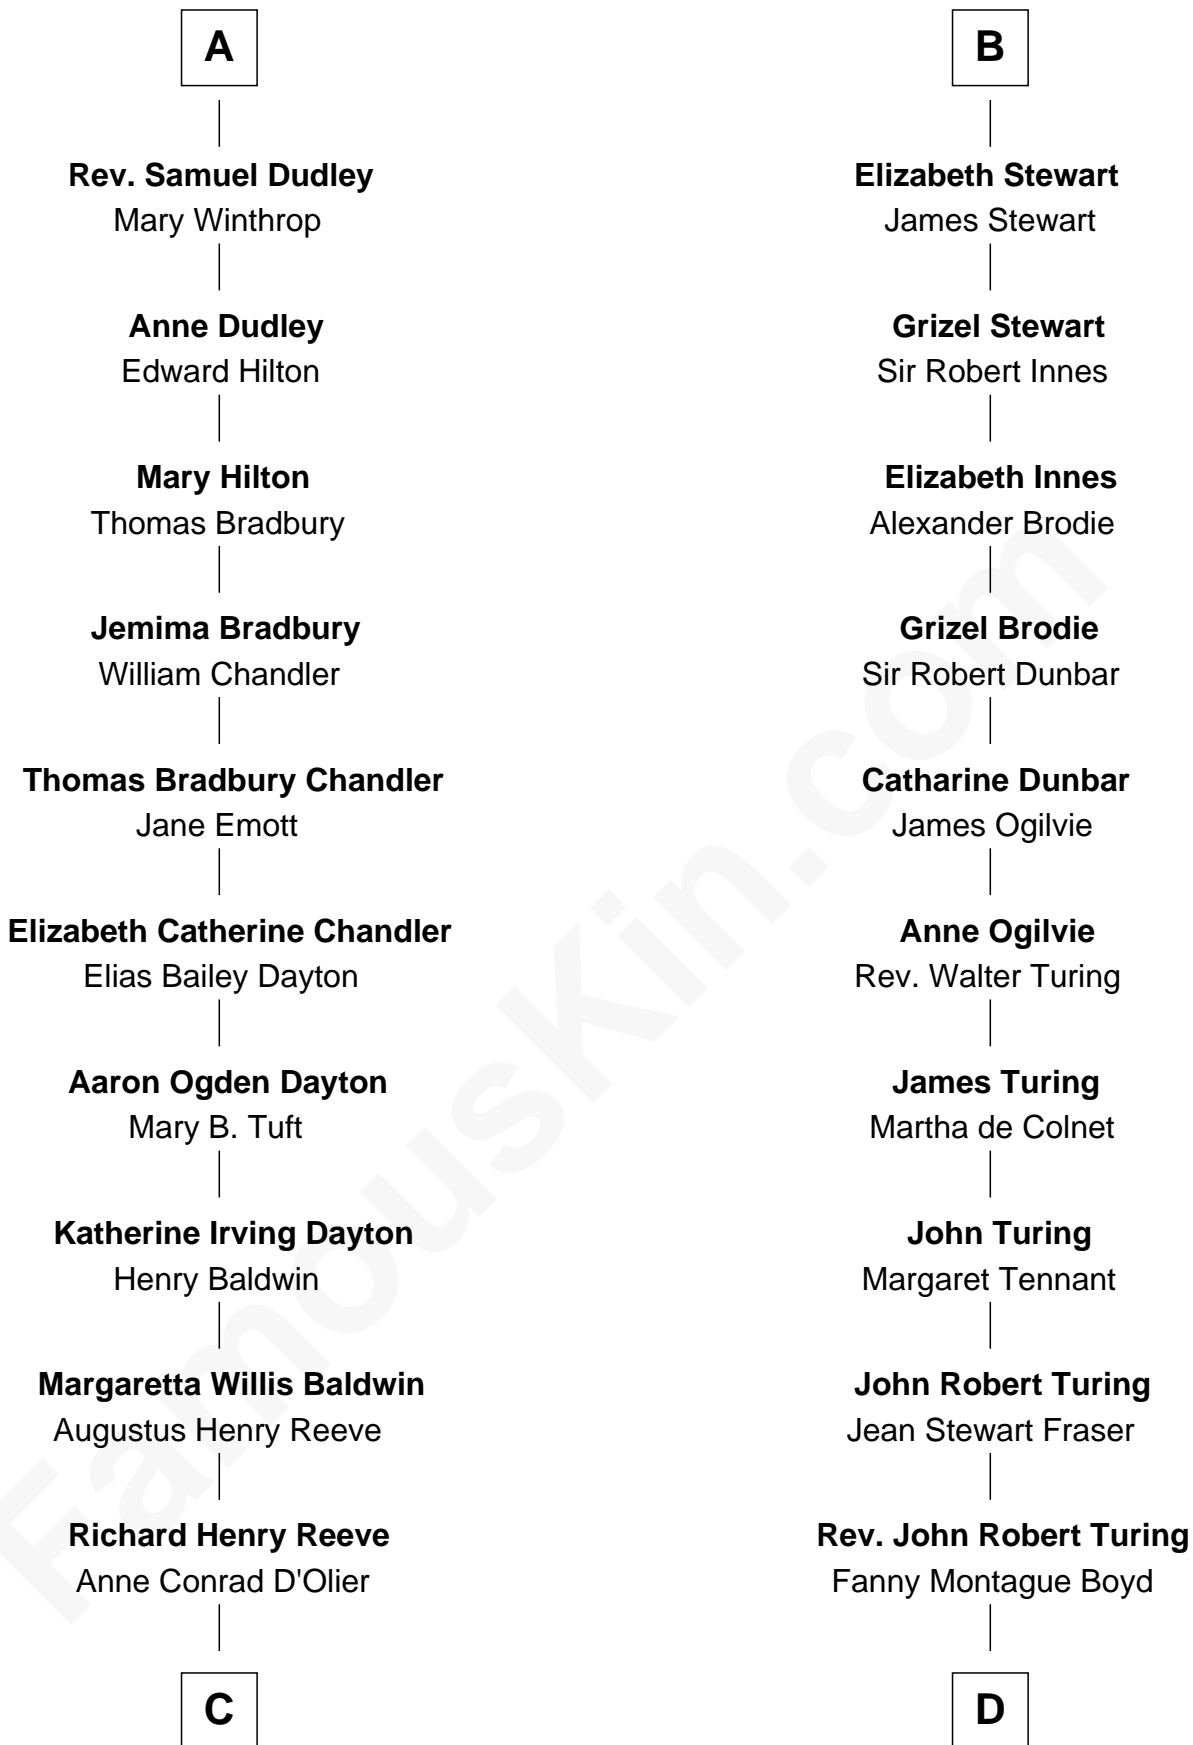 A
Rev. Samuel Dudley
Mary Winthrop
Anne Dudley
Edward Hilton
Mary Hilton
Thomas Bradbury
Jemima Bradbury
William Chandler
Thomas Bradbury Chandler
Jane Emott
Elizabeth Catherine Chandler
Elias Bailey Dayton
Aaron Ogden Dayton
Mary B. Tuft
Katherine Irving Dayton
Henry Baldwin
Margaretta Willis Baldwin
Augustus Henry Reeve
Richard Henry Reeve
Anne Conrad D'Olier
C
B
Elizabeth Stewart
James Stewart
Grizel Stewart
Sir Robert Innes
Elizabeth Innes
Alexander Brodie
Grizel Brodie
Sir Robert Dunbar
Catharine Dunbar
James Ogilvie
Anne Ogilvie
Rev. Walter Turing
James Turing
Martha de Colnet
John Turing
Margaret Tennant
John Robert Turing
Jean Stewart Fraser
Rev. John Robert Turing
Fanny Montague Boyd
D
FamousKin.com